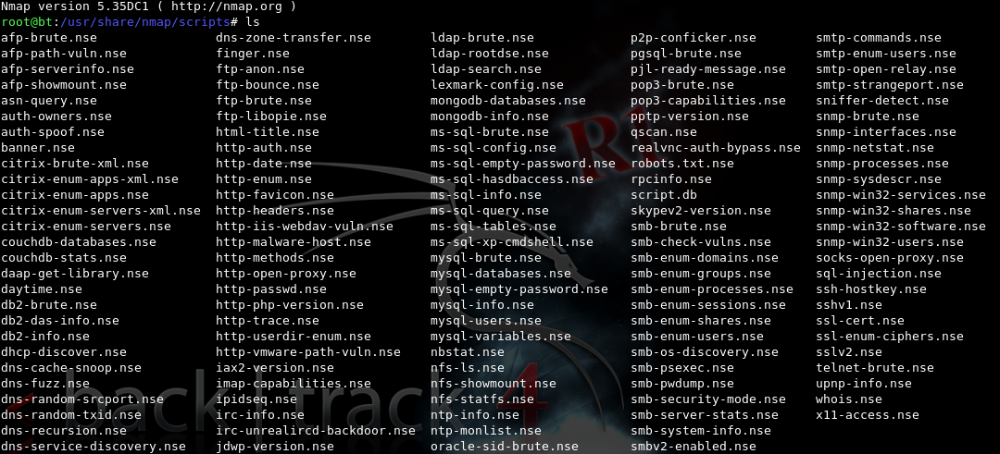 Nmap version 5.35DC1 ( http://nmap.org )
root@bt:/usr/share/nmap/scripts# ls
afp-brute.nse dns-zone-transfer.nse ldap-brute.nse p2p-conficker.nse smtp-commands.nse
afp-path-vuln.nse finger.nse ldap-rootdse.nse pgsql-brute.nse smtp-enum-users.nse
afp-serverinfo.nse ftp-anon.nse ldap-search.nse pjl-ready-message.nse smtp-open-relay.nse
afp-showmount.nse ftp-bounce.nse lexmark-config.nse pop3-brute.nse smtp-strangeport.nse
asn-query.nse ftp-brute.nse mongodb-databases.nse pop3-capabilities.nse sniffer-detect.nse
auth-owners.nse ftp-libopie.nse mongodb-info.nse pptp-version.nse snmp-brute.nse
auth-spoof.nse html-title.nse ms-sql-brute.nse qscan.nse snmp-interfaces.nse
banner.nse http-auth.nse ms-sql-config.nse realvnc-auth-bypass.nse snmp-netstat.nse
citrix-brute-xml.nse http-date.nse ms-sql-empty-password.nse robots.txt.nse snmp-processes.nse
citrix-enum-apps-xml.nse http-enum.nse ms-sql-hasdbaccess.nse rpcinfo.nse snmp-sysdescr.nse
citrix-enum-apps.nse http-favicon.nse ms-sql-info.nse script.db snmp-win32-services.nse
citrix-enum-servers-xml.nse http-headers.nse ms-sql-query.nse skypev2-version.nse snmp-win32-shares.nse
citrix-enum-servers.nse http-iis-webdav-vuln.nse ms-sql-tables.nse smb-brute.nse snmp-win32-software.nse
couchdb-databases.nse http-malware-host.nse ms-sql-xp-cmdshell.nse smb-check-vulns.nse snmp-win32-users.nse
couchdb-stats.nse http-methods.nse mysql-brute.nse smb-enum-domains.nse socks-open-proxy.nse
daap-get-library.nse http-open-proxy.nse mysql-databases.nse smb-enum-groups.nse sql-injection.nse
daytime.nse http-passwd.nse mysql-empty-password.nse smb-enum-processes.nse ssh-hostkey.nse
db2-brute.nse http-php-version.nse mysql-info.nse smb-enum-sessions.nse sshv1.nse
db2-das-info.nse http-trace.nse mysql-users.nse smb-enum-shares.nse ssl-cert.nse
db2-info.nse http-userdir-enum.nse mysql-variables.nse smb-enum-users.nse ssl-enum-ciphers.nse
dhcp-discover.nse http-vmware-path-vuln.nse nbstat.nse smb-os-discovery.nse sslv2.nse
dns-cache-snoop.nse iax2-version.nse nfs-ls.nse smb-psexec.nse telnet-brute.nse
dns-fuzz.nse imap-capabilities.nse nfs-showmount.nse smb-pwdump.nse upnp-info.nse
dns-random-srcport.nse ipidseq.nse nfs-statfs.nse smb-security-mode.nse whois.nse
dns-random-txid.nse irc-info.nse ntp-info.nse smb-server-stats.nse x11-access.nse
dns-recursion.nse irc-unrealircd-backdoor.nse ntp-monlist.nse smb-system-info.nse
dns-service-discovery.nse jdwp-version.nse oracle-sid-brute.nse smbv2-enabled.nse
R1
<< back | track 4